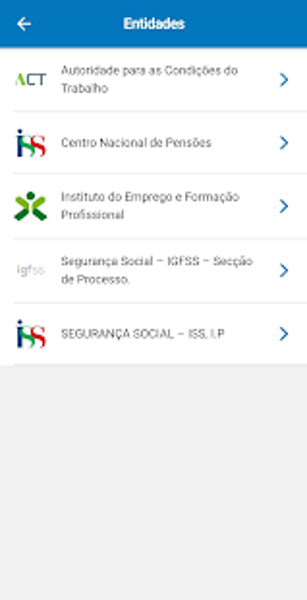 Entidades
ACT
Autoridade para as Condições do
Trabalho
iss
Centro Nacional de Pensões
Instituto do Emprego e Formação
Profissional
igfss
Segurança Social – IGFSS – Secção
de Processo.
iss
SEGURANÇA SOCIAL – ISS, I.P